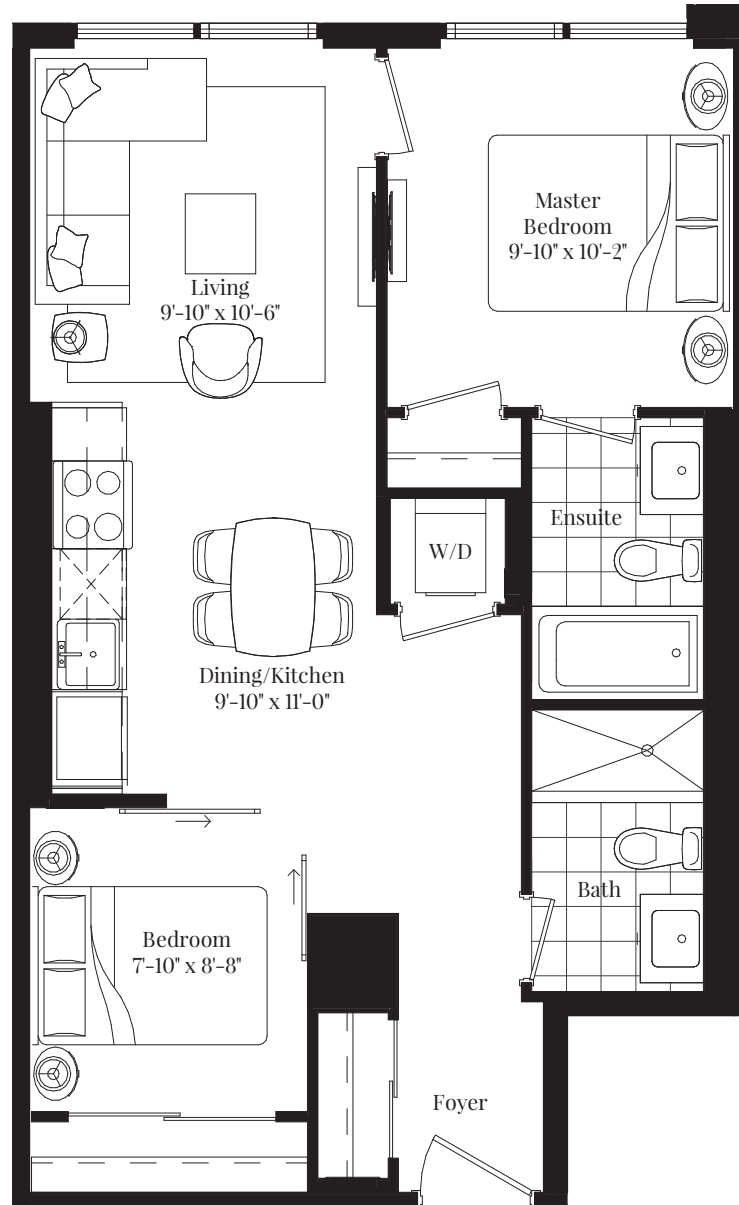 Master
Bedroom
9'-10" x 10'-2"
Living
9'-10" x 10'-6"
Ensuite
W/D
Dining/Kitchen
9'-10" x 11'-0"
Bath
Bedroom
7'-10" x 8'-8"
Foyer